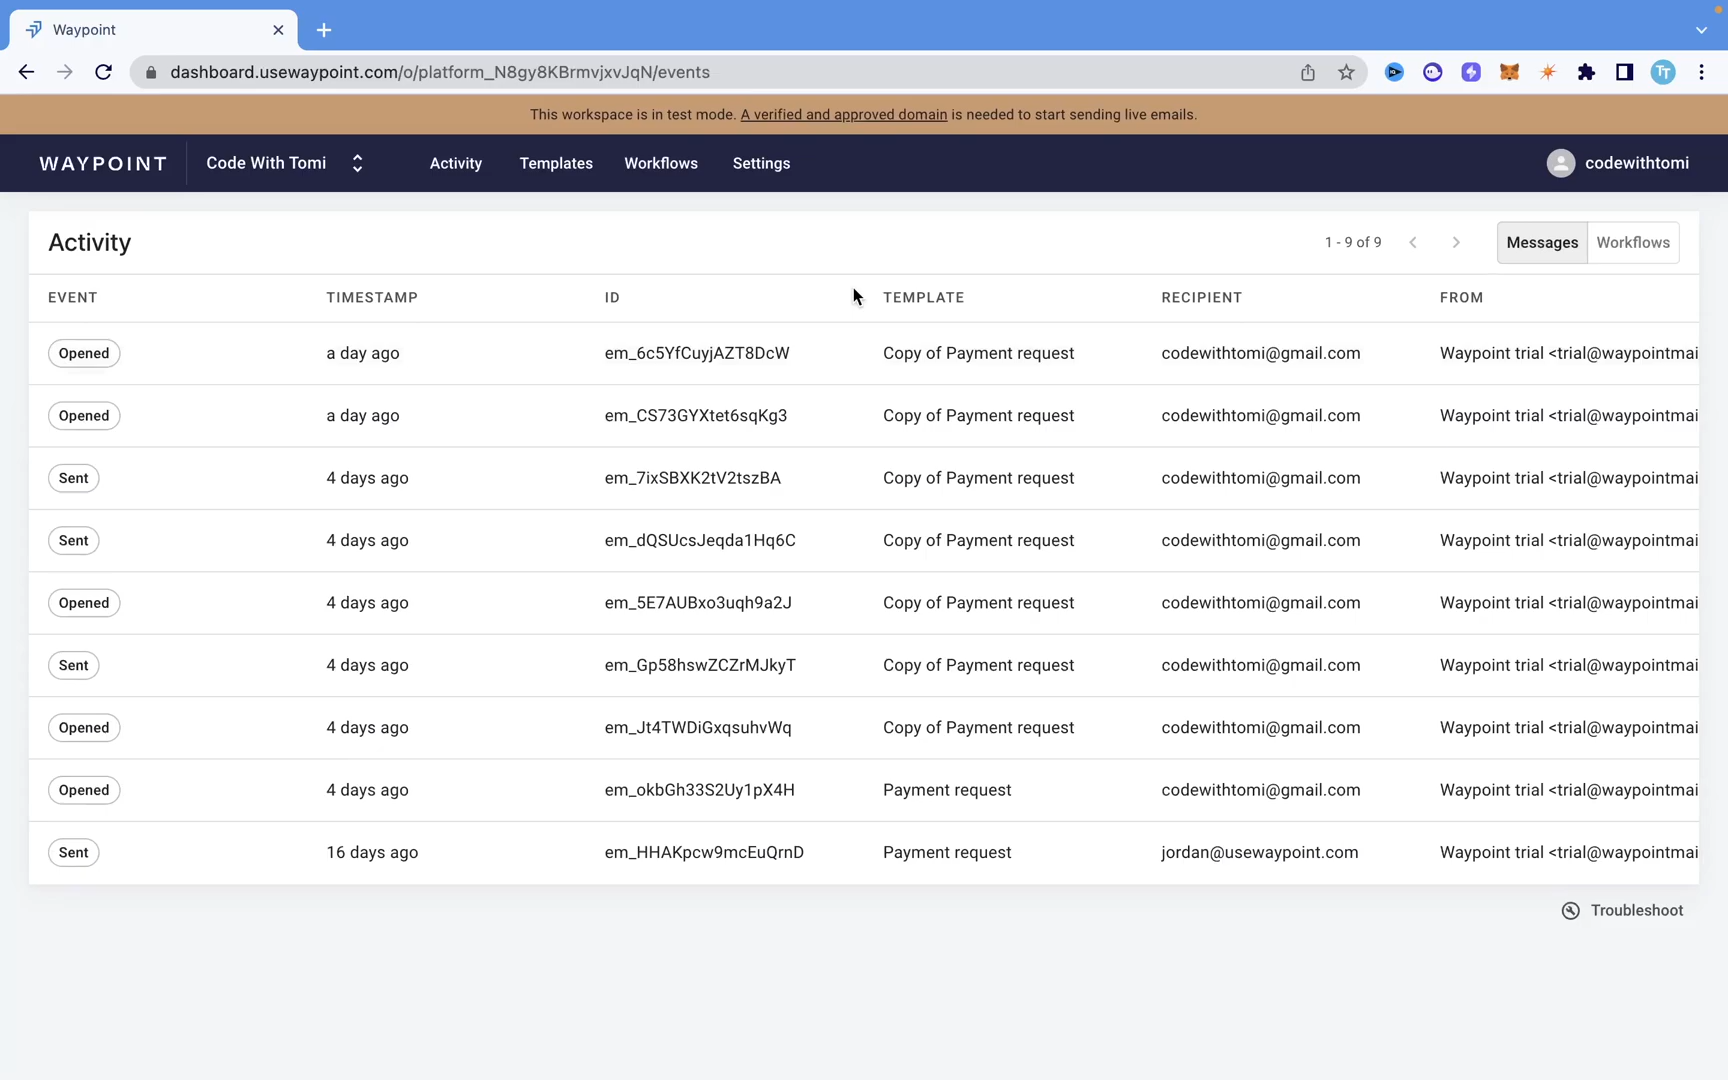 Waypoint
dashboard.usewaypoint.com/o/platform_N8gy8KBrmvjxvJqN/events
TT
This workspace is in test mode. A verified and approved domain is needed to start sending live emails.
WAYPOINT Code With Tomi Activity Templates Workflows Settings codewithtomi
Activity 1 - 9 of 9 Messages Workflows
EVENT TIMESTAMP ID TEMPLATE RECIPIENT FROM
Opened a day ago em_6c5YfCuyjAZT8DcW Copy of Payment request codewithtomi@gmail.com Waypoint trial <trial@waypointmai
Opened a day ago em_CS73GYXtet6sqKg3 Copy of Payment request codewithtomi@gmail.com Waypoint trial <trial@waypointmai
Sent 4 days ago em_7ixSBXK2tV2tszBA Copy of Payment request codewithtomi@gmail.com Waypoint trial <trial@waypointmai
Sent 4 days ago em_dQSUcsJeqda1Hq6C Copy of Payment request codewithtomi@gmail.com Waypoint trial <trial@waypointmai
Opened 4 days ago em_5E7AUBxo3uqh9a2J Copy of Payment request codewithtomi@gmail.com Waypoint trial <trial@waypointmai
Sent 4 days ago em_Gp58hswZCZrMJkyT Copy of Payment request codewithtomi@gmail.com Waypoint trial <trial@waypointmai
Opened 4 days ago em_Jt4TWDiGxqsuhvWq Copy of Payment request codewithtomi@gmail.com Waypoint trial <trial@waypointmai
Opened 4 days ago em_okbGh33S2Uy1pX4H Payment request codewithtomi@gmail.com Waypoint trial <trial@waypointmai
Sent 16 days ago em_HHAKpcw9mcEuQrnD Payment request jordan@usewaypoint.com Waypoint trial <trial@waypointmai
Troubleshoot